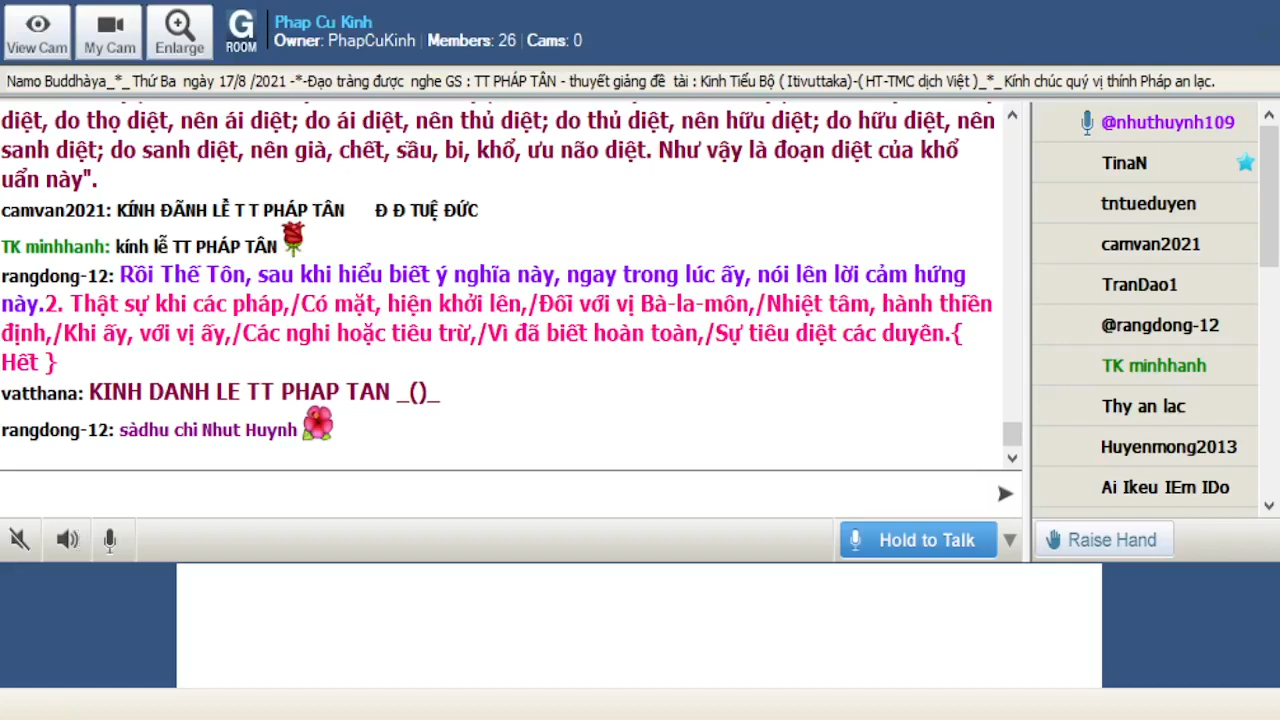 View Cam
My Cam
Enlarge
G
ROOM
Phap Cu Kinh
Owner: PhapCuKinh | Members: 26 | Cams: 0
Namo Buddhàya_*_ Thứ Ba ngày 17/8 /2021 -*-Đạo tràng được nghe GS : TT PHÁP TÂN - thuyết giảng đề tài : Kinh Tiểu Bộ ( Itivuttaka)-( HT-TMC dịch Việt )_*_ Kính chúc quý vị thính Pháp an lạc.
diệt, do thọ diệt, nên ái diệt; do ái diệt, nên thủ diệt; do thủ diệt, nên hữu diệt; do hữu diệt, nên
sanh diệt; do sanh diệt, nên già, chết, sầu, bi, khổ, ưu não diệt. Như vậy là đoạn diệt của khổ
uẩn này".
camvan2021: KÍNH ĐÃNH LỄ T T PHÁP TÂN Đ Đ TUỆ ĐỨC
TK minhhanh: kính lễ TT PHÁP TÂN
rangdong-12: Rồi Thế Tôn, sau khi hiểu biết ý nghĩa này, ngay trong lúc ấy, nói lên lời cảm hứng
này.2. Thật sự khi các pháp,/Có mặt, hiện khởi lên,/Đối với vị Bà-la-môn,/Nhiệt tâm, hành thiền
định,/Khi ấy, với vị ấy,/Các nghi hoặc tiêu trừ,/Vì đã biết hoàn toàn,/Sự tiêu diệt các duyên.{
Hết }
vatthana: KINH DANH LE TT PHAP TAN _()_
rangdong-12: sàdhu chi Nhut Huynh
@nhuthuynh109
TinaN
tntueduyen
camvan2021
TranDao1
@rangdong-12
TK minhhanh
Thy an lac
Huyenmong2013
Ai Ikeu IEm IDo
Hold to Talk
Raise Hand